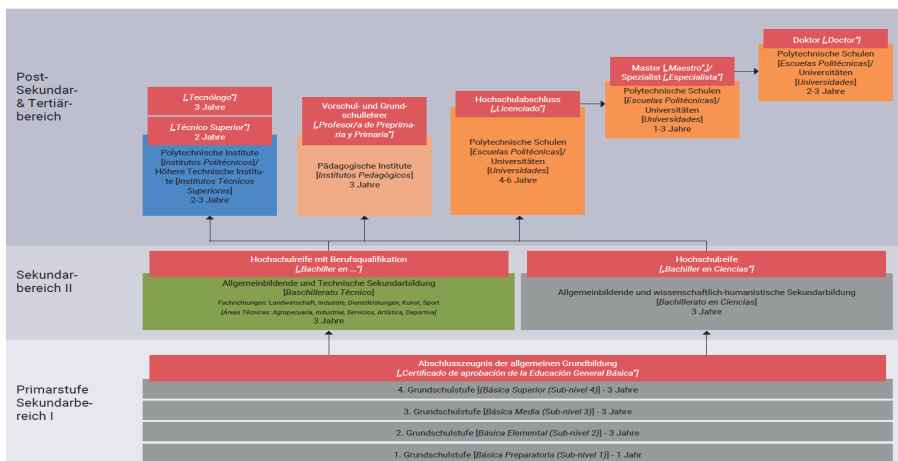 Post-
Sekundar-
& Tertiär-
bereich
[„Tecnólogo"]
3 Jahre
[„Técnico Superior"]
2 Jahre
Polytechnische Institute
[Institutos Politécnicos]/
Höhere Technische Institu-
te [Institutos Técnicos
Superiores]
2-3 Jahre
Vorschul- und Grund-
schullehrer
[„Profesor/a de Preprima-
ria y Primaria"]
Pädagogische Institute
[Institutos Pedagógicos]
3 Jahre
Hochschulabschluss
[„Licenciado"]
Polytechnische Schulen
[Escuelas Politécnicas]/
Universitäten
[Universidades]
4-6 Jahre
Master [„Maestro"‚]/
Spezialist [„Especialista"]
Polytechnische Schulen
[Escuelas Politécnicas]/
Universitäten
[Universidades]
1-3 Jahre
Doktor [„Doctor"]
Polytechnische Schulen
[Escuelas Politécnicas]/
Universitäten
[Universidades]
2-3 Jahre
Sekundar-
bereich II
Hochschulreife mit Berufsqualifikation
[„Bachiller en ..."]
Allgemeinbildende und Technische Sekundarbildung
[Baschillerato Técnico]
Fachrichtungen: Landwirtschaft, Industrie, Dienstleistungen, Kunst, Sport
[Áreas Técnicas: Agropecuaria, Industrial, Servicios, Artística, Deportiva]
3 Jahre
Hochschulreife
[„Bachiller en Ciencias"]
Allgemeinbildende und wissenschaftlich-humanistische Sekundarbildung
[Bachillerato en Ciencias]
3 Jahre
Primarstufe
Sekundarbe-
reich I
Abschlusszeugnis der allgemeinen Grundbildung
[„Certificado de aprobación de la Educación General Básica"]
4. Grundschulstufe [(Básica Superior (Sub-nivel 4)] - 3 Jahre
3. Grundschulstufe [Básica Media (Sub-nivel 3)] - 3 Jahre
2. Grundschulstufe [Básica Elemental (Sub-nivel 2)] - 3 Jahre
1. Grundschulstufe [Básica Preparatoria (Sub-nivel 1)] - 1 Jahr